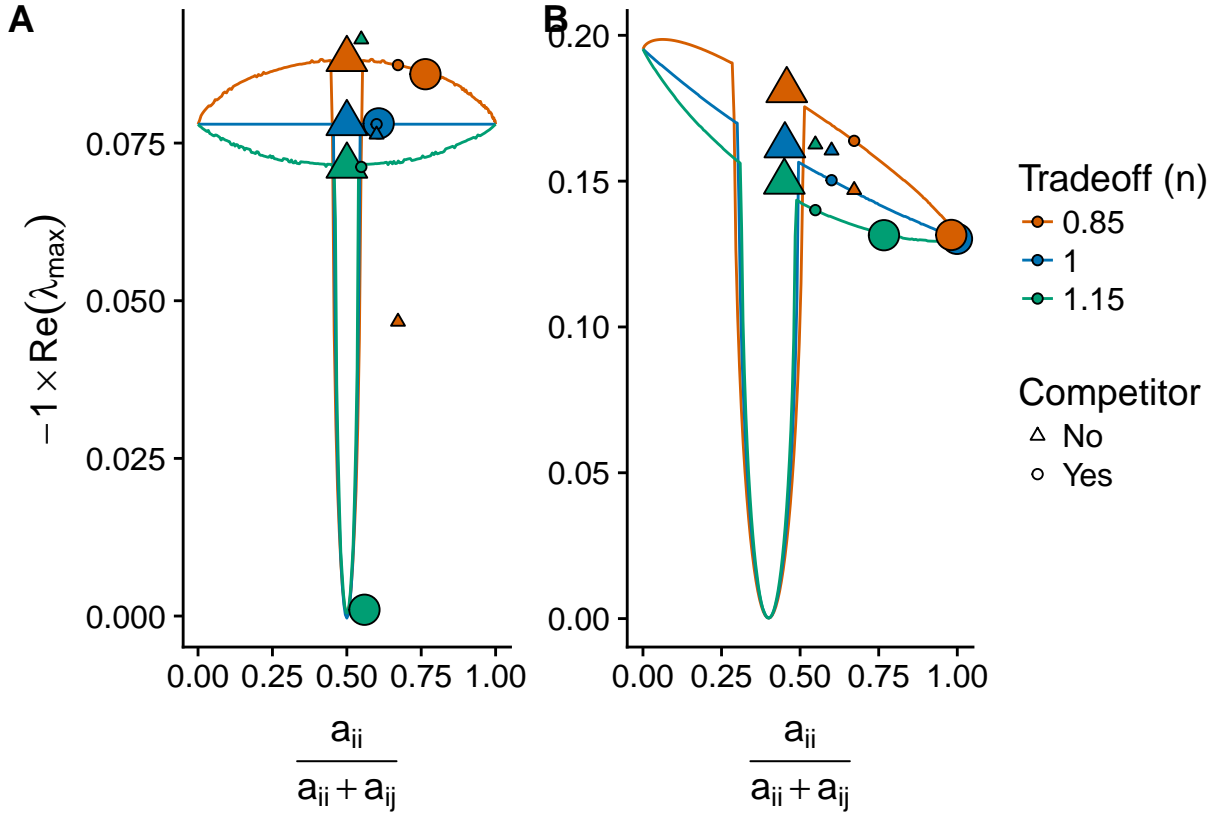 A
B
−1 × Re(λmax)
0.075
0.050
0.025
0.000
0.00 0.25 0.50 0.75 1.00
aii
aii + aij
0.20
0.15
0.10
0.05
0.00
0.00 0.25 0.50 0.75 1.00
aii
aii + aij
Tradeoff (n)
0.85
1
1.15
Competitor
No
Yes